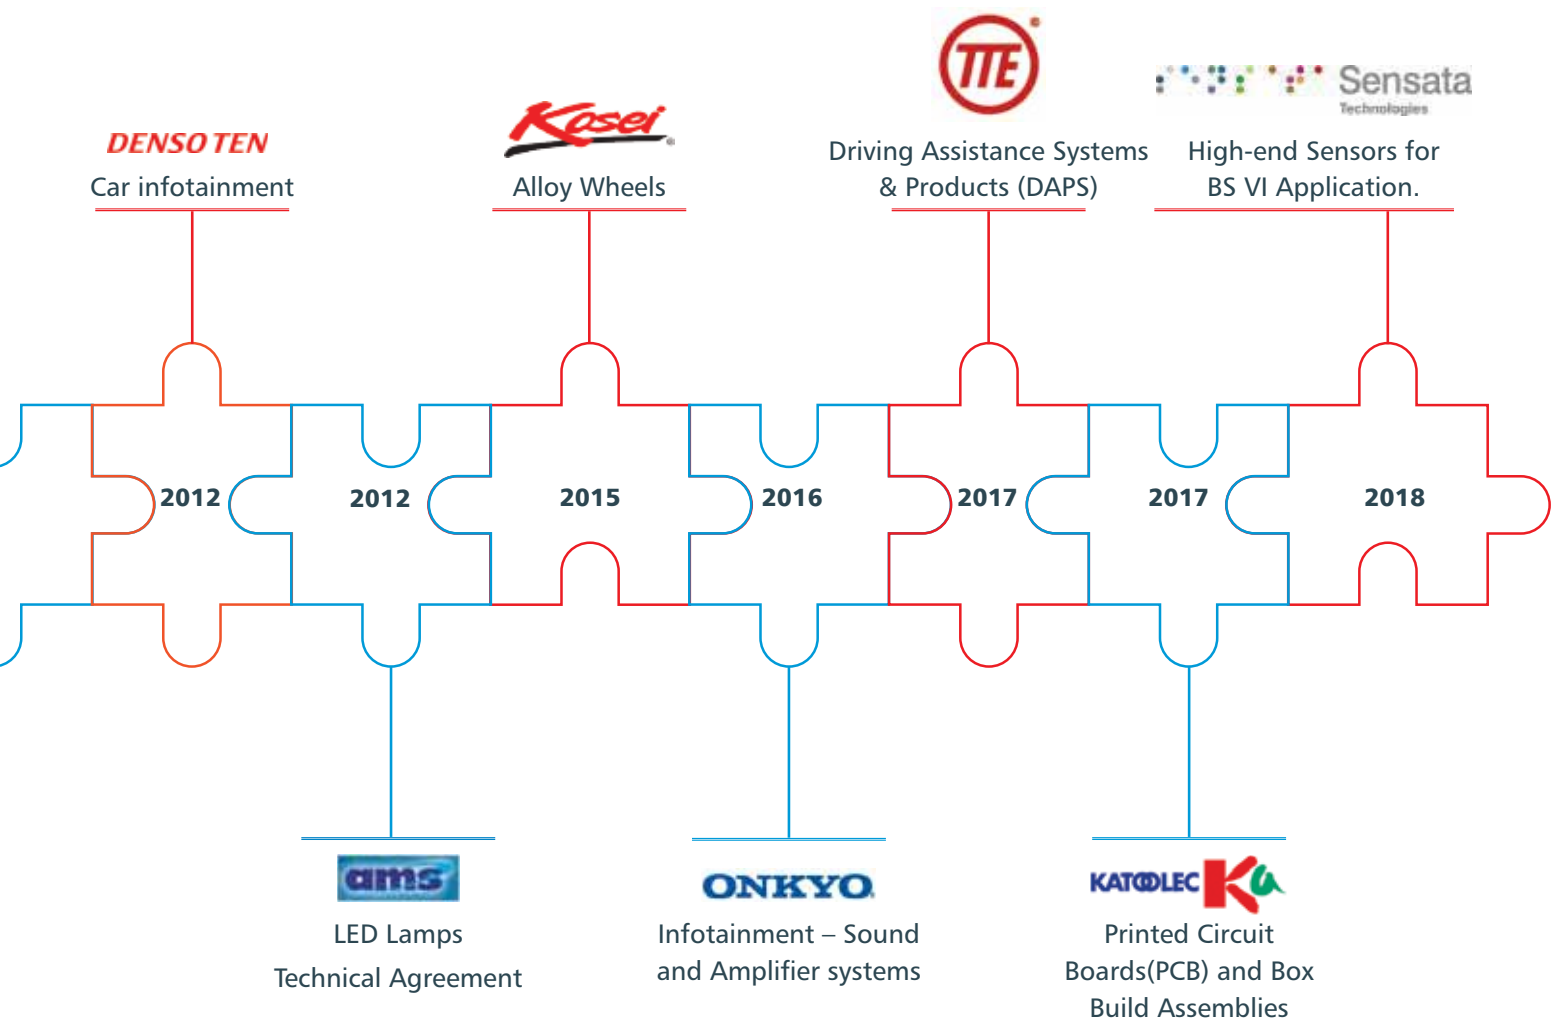 TTE
Sensata
Technologies
Kosei
DENSO TEN
Driving Assistance Systems
& Products (DAPS)
High-end Sensors for
BS VI Application.
Car infotainment
Alloy Wheels
2012
2012
2015
2016
2017
2017
2018
ams
LED Lamps
Technical Agreement
ONKYO
Infotainment – Sound
and Amplifier systems
KATOLEC
Printed Circuit
Boards(PCB) and Box
Build Assemblies